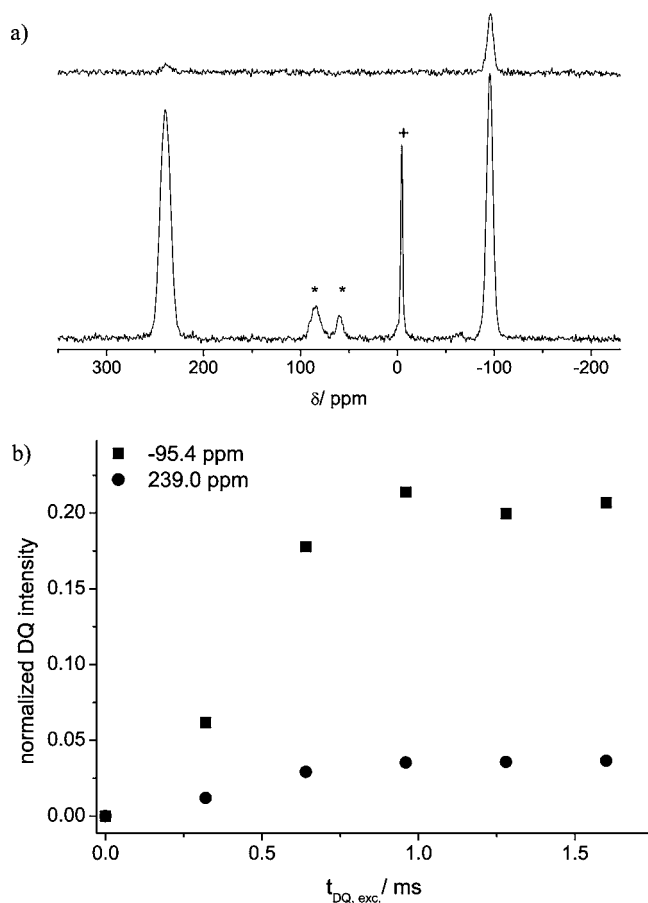 a)
*
*
+
300
200
100
0
-100
-200
δ/ ppm
b)
-95.4 ppm
239.0 ppm
0.20
0.15
0.10
0.05
0.00
normalized DQ intensity
0.0
0.5
1.0
1.5
tDQ, exc./ ms